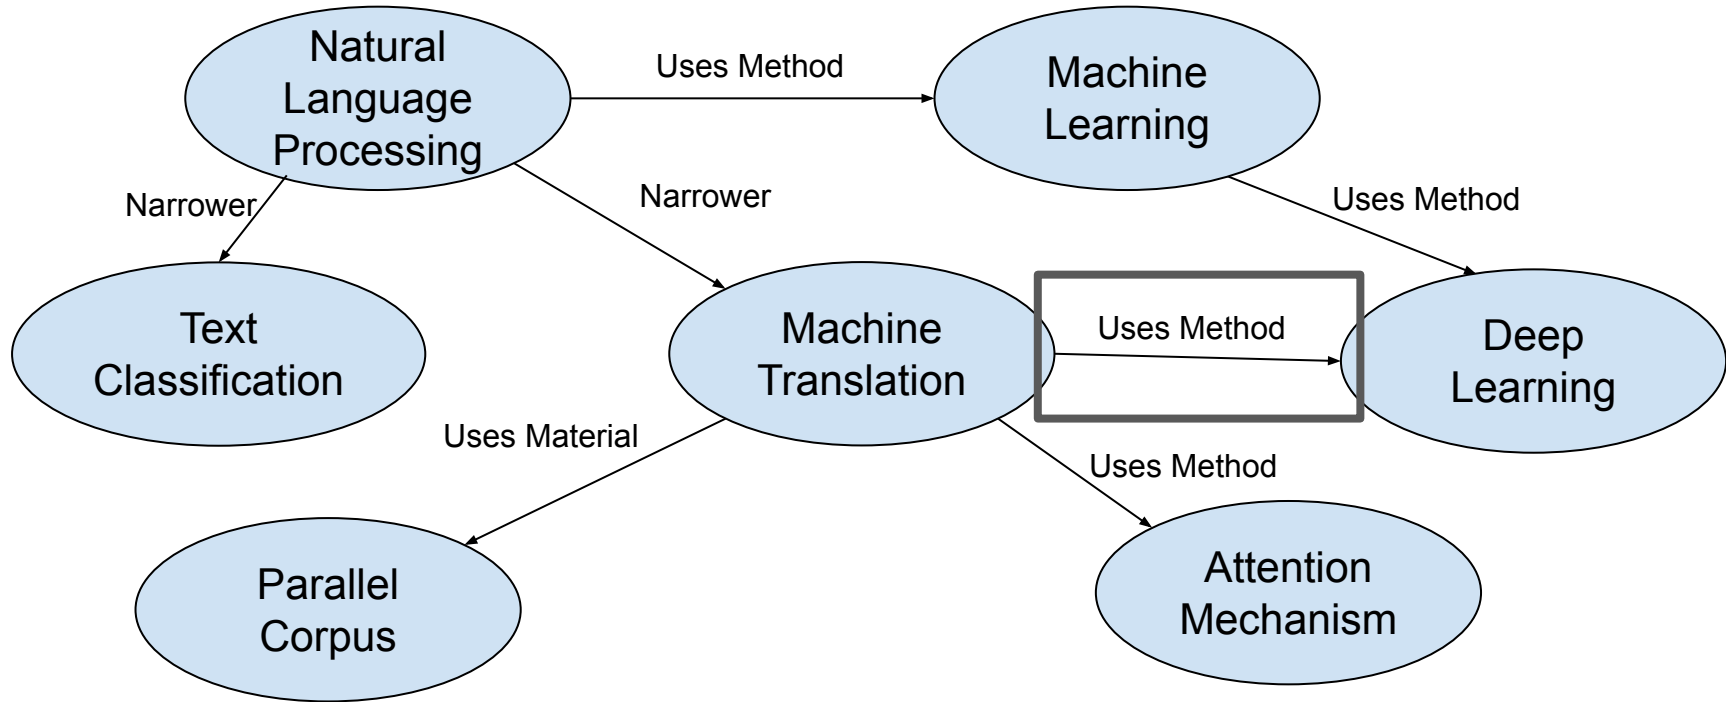 Natural
Language
Processing
Uses Method
Machine
Learning
Narrower
Narrower
Uses Method
Text
Classification
Machine
Translation
Uses Method
Deep
Learning
Uses Material
Uses Method
Parallel
Corpus
Attention
Mechanism